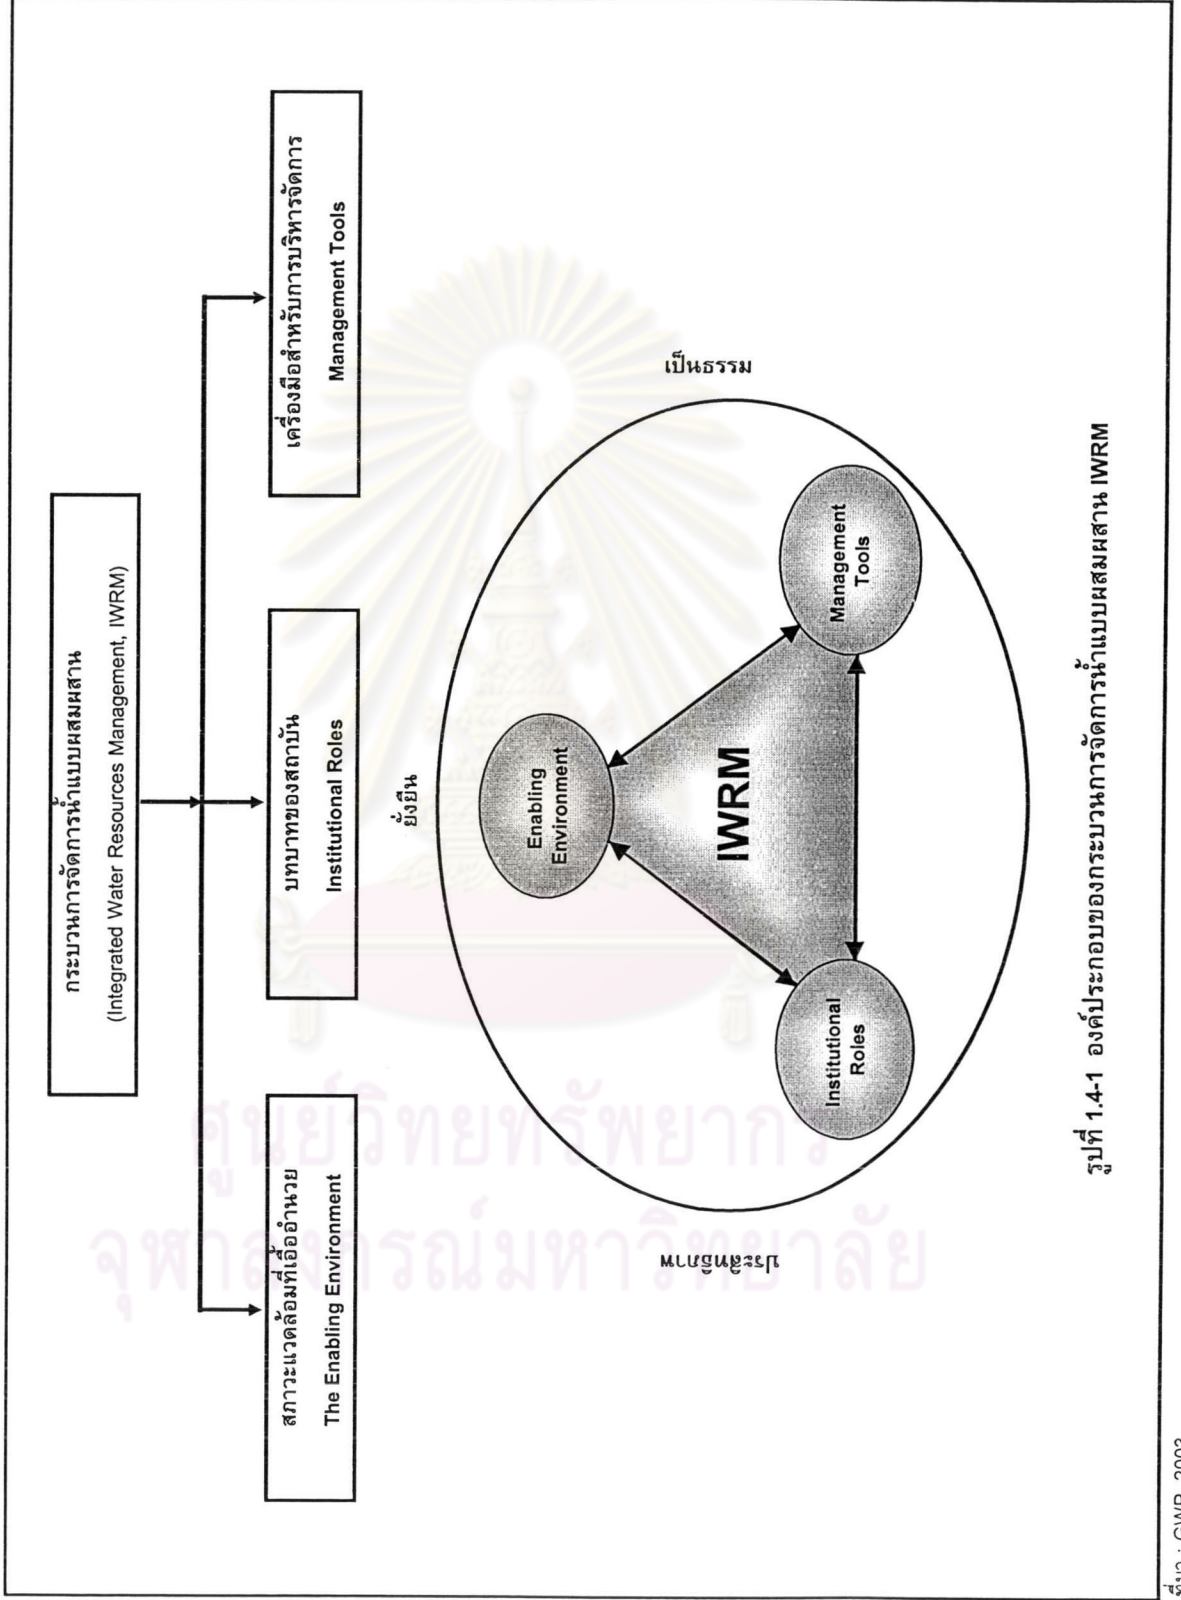 กระบวนการจัดการน้ำแบบผสมผสาน
(Integrated Water Resources Management, IWRM)
สภาวะแวดล้อมที่เอื้ออำนวย
The Enabling Environment
บทบาทของสถาบัน
Institutional Roles
เครื่องมือสำหรับการบริหารจัดการ
Management Tools
ยั่งยืน
ประสิทธิภาพ
เป็นธรรม
Enabling
Environment
IWRM
Institutional
Roles
Management
Tools
รูปที่ 1.4-1 องค์ประกอบของกระบวนการจัดการน้ำแบบผสมผสาน IWRM
ที่มา : GWP, 2003
ศูนย์วิทยทรัพยากร
จุฬาลงกรณ์มหาวิทยาลัย